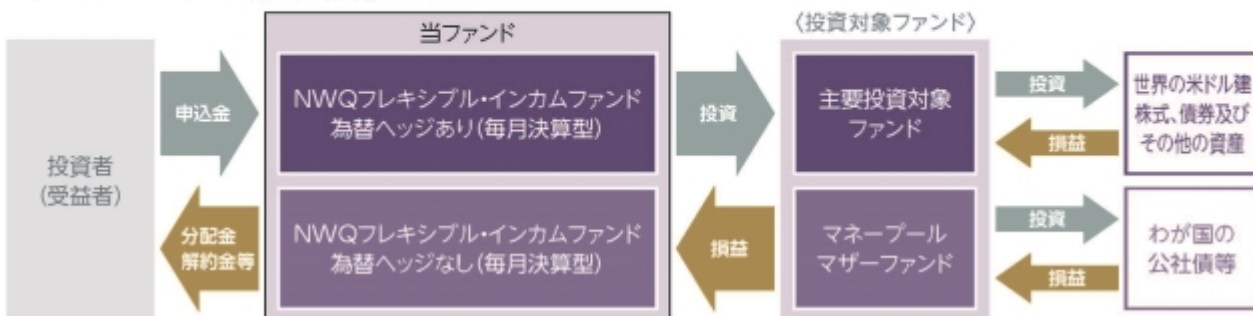 当ファンド
〈投資対象ファンド〉
投資者
(受益者)
申込金
分配金
解約金等
NWQフレキシブル・インカムファンド
為替ヘッジあり(毎月決算型)
NWQフレキシブル・インカムファンド
為替ヘッジなし(毎月決算型)
投資
損益
主要投資対象
ファンド
マネープール
マザーファンド
投資
損益
投資
損益
世界の米ドル建
株式、債券及び
その他の資産
わが国の
公社債等